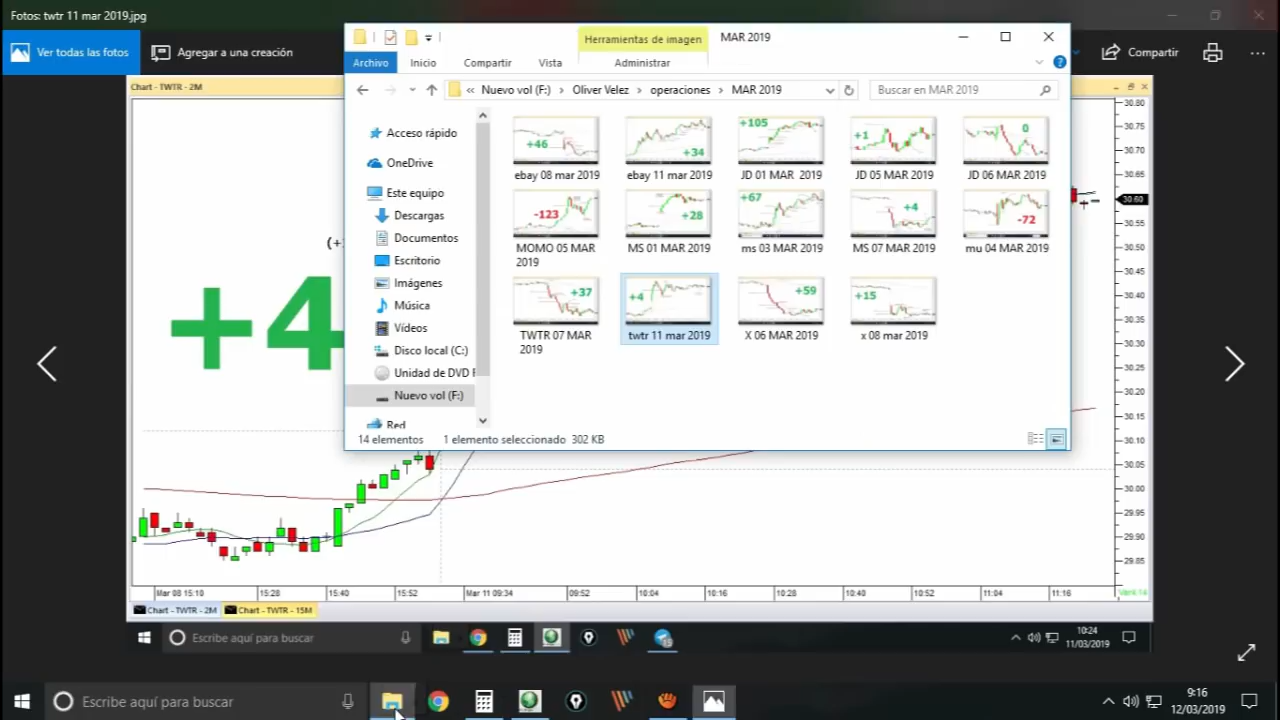 Fotos: twtr 11 mar 2019.jpg
Ver todas las fotos
Agregar a una creación
Compartir
Herramientas de imagen
MAR 2019
Archivo
Inicio
Compartir
Vista
Administrar
« Nuevo vol (F:) › Oliver Velez › operaciones › MAR 2019
Buscar en MAR 2019
Acceso rápido
OneDrive
Este equipo
Descargas
Documentos
Escritorio
Imágenes
Música
Vídeos
Disco local (C:)
Unidad de DVD
Nuevo vol (F:)
Red
+46
ebay 08 mar 2019
+34
ebay 11 mar 2019
+105
JD 01 MAR 2019
+1
JD 05 MAR 2019
0
JD 06 MAR 2019
-123
MOMO 05 MAR
2019
+28
MS 01 MAR 2019
+67
ms 03 MAR 2019
+4
MS 07 MAR 2019
-72
mu 04 MAR 2019
+37
TWTR 07 MAR
2019
+4
twtr 11 mar 2019
+59
X 06 MAR 2019
+15
x 08 mar 2019
14 elementos
1 elemento seleccionado 302 KB
Chart - TWTR - 2M
+4
30.80
30.75
30.70
30.65
30.60
30.55
30.50
30.45
30.40
30.35
30.30
30.25
30.20
30.15
30.10
30.05
30.00
29.95
29.90
29.85
Mar 08 15:10
15:28
15:40
15:52
Mar 11 09:34
09:52
10:04
10:16
10:28
10:40
10:52
11:04
11:16
Chart - TWTR - 2M
Chart - TWTR - 15M
Escribe aquí para buscar
10:24
11/03/2019
Escribe aquí para buscar
9:16
12/03/2019